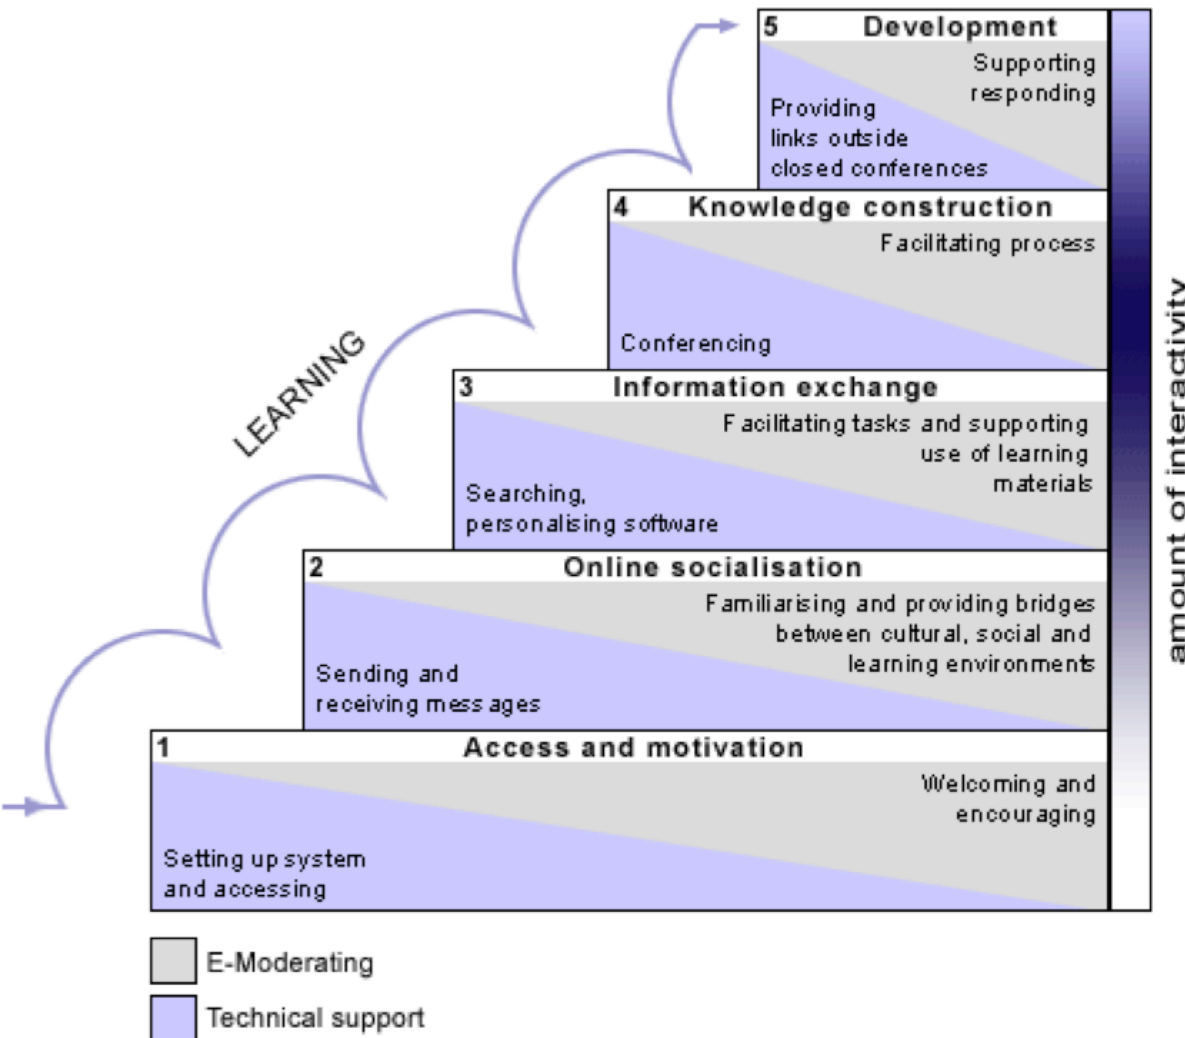 5 Development
Supporting
responding
Providing
links outside
closed conferences
4 Knowledge construction
Facilitating process
Conferencing
3 Information exchange
Facilitating tasks and supporting
use of learning
materials
Searching,
personalising software
2 Online socialisation
Familiarising and providing bridges
between cultural, social and
learning environments
Sending and
receiving messages
1 Access and motivation
Welcoming and
encouraging
Setting up system
and accessing
LEARNING
amount of interactivity
E-Moderating
Technical support